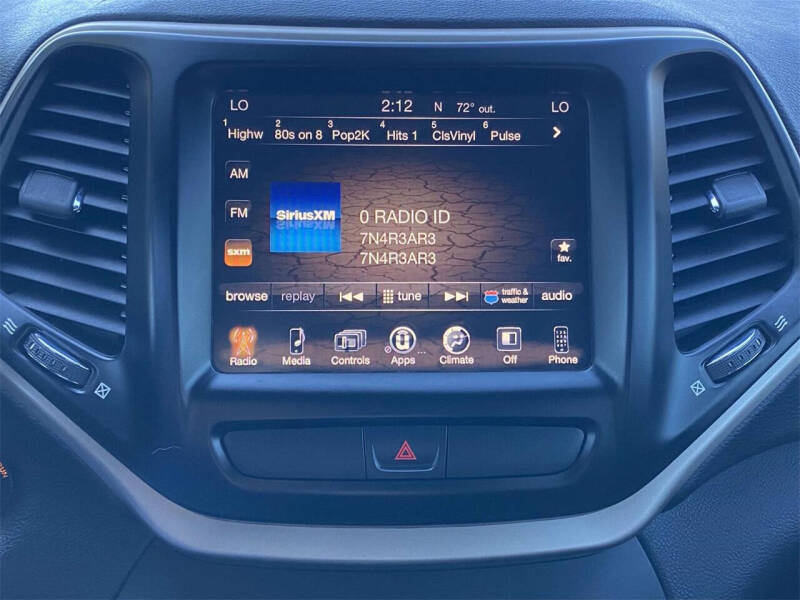 LO 2:12 N 72° out. LO
1 Highw 2 80s on 8 3 Pop2K 4 Hits 1 5 ClsVinyl 6 Pulse
AM
FM
sxm
SiriusXM
0 RADIO ID
7N4R3AR3
7N4R3AR3
fav.
browse replay tune traffic & weather audio
Radio Media Controls Apps ... Climate Off Phone